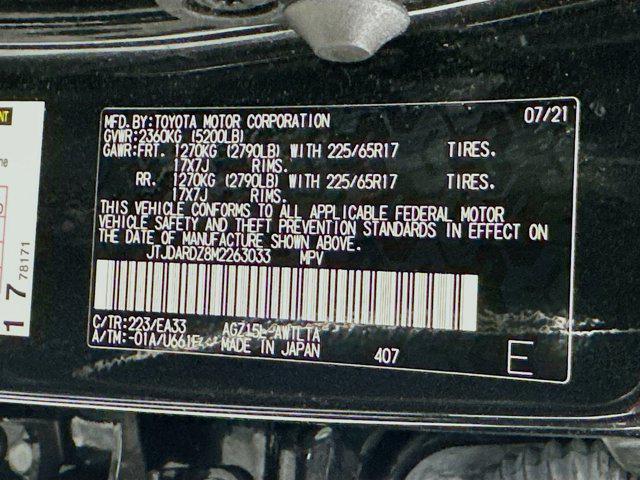 MFD.BY:TOYOTA MOTOR CORPORATION 07/21
GVWR:2360KG (5200LB)
GAWR:FRT. 1270KG (2790LB) WITH 225/65R17 TIRES.
17X7J RIMS.
RR. 1270KG (2790LB) WITH 225/65R17 TIRES.
17X7J RIMS.
THIS VEHICLE CONFORMS TO ALL APPLICABLE FEDERAL MOTOR
VEHICLE SAFETY AND THEFT PREVENTION STANDARDS IN EFFECT ON
THE DATE OF MANUFACTURE SHOWN ABOVE.
JTJDARDZ8M2263033 MPV
C/TR:223/EA33 AGZ15L-AWTLTA
A/TM:-01A/U661E MADE IN JAPAN 407 E
NT
17
78171